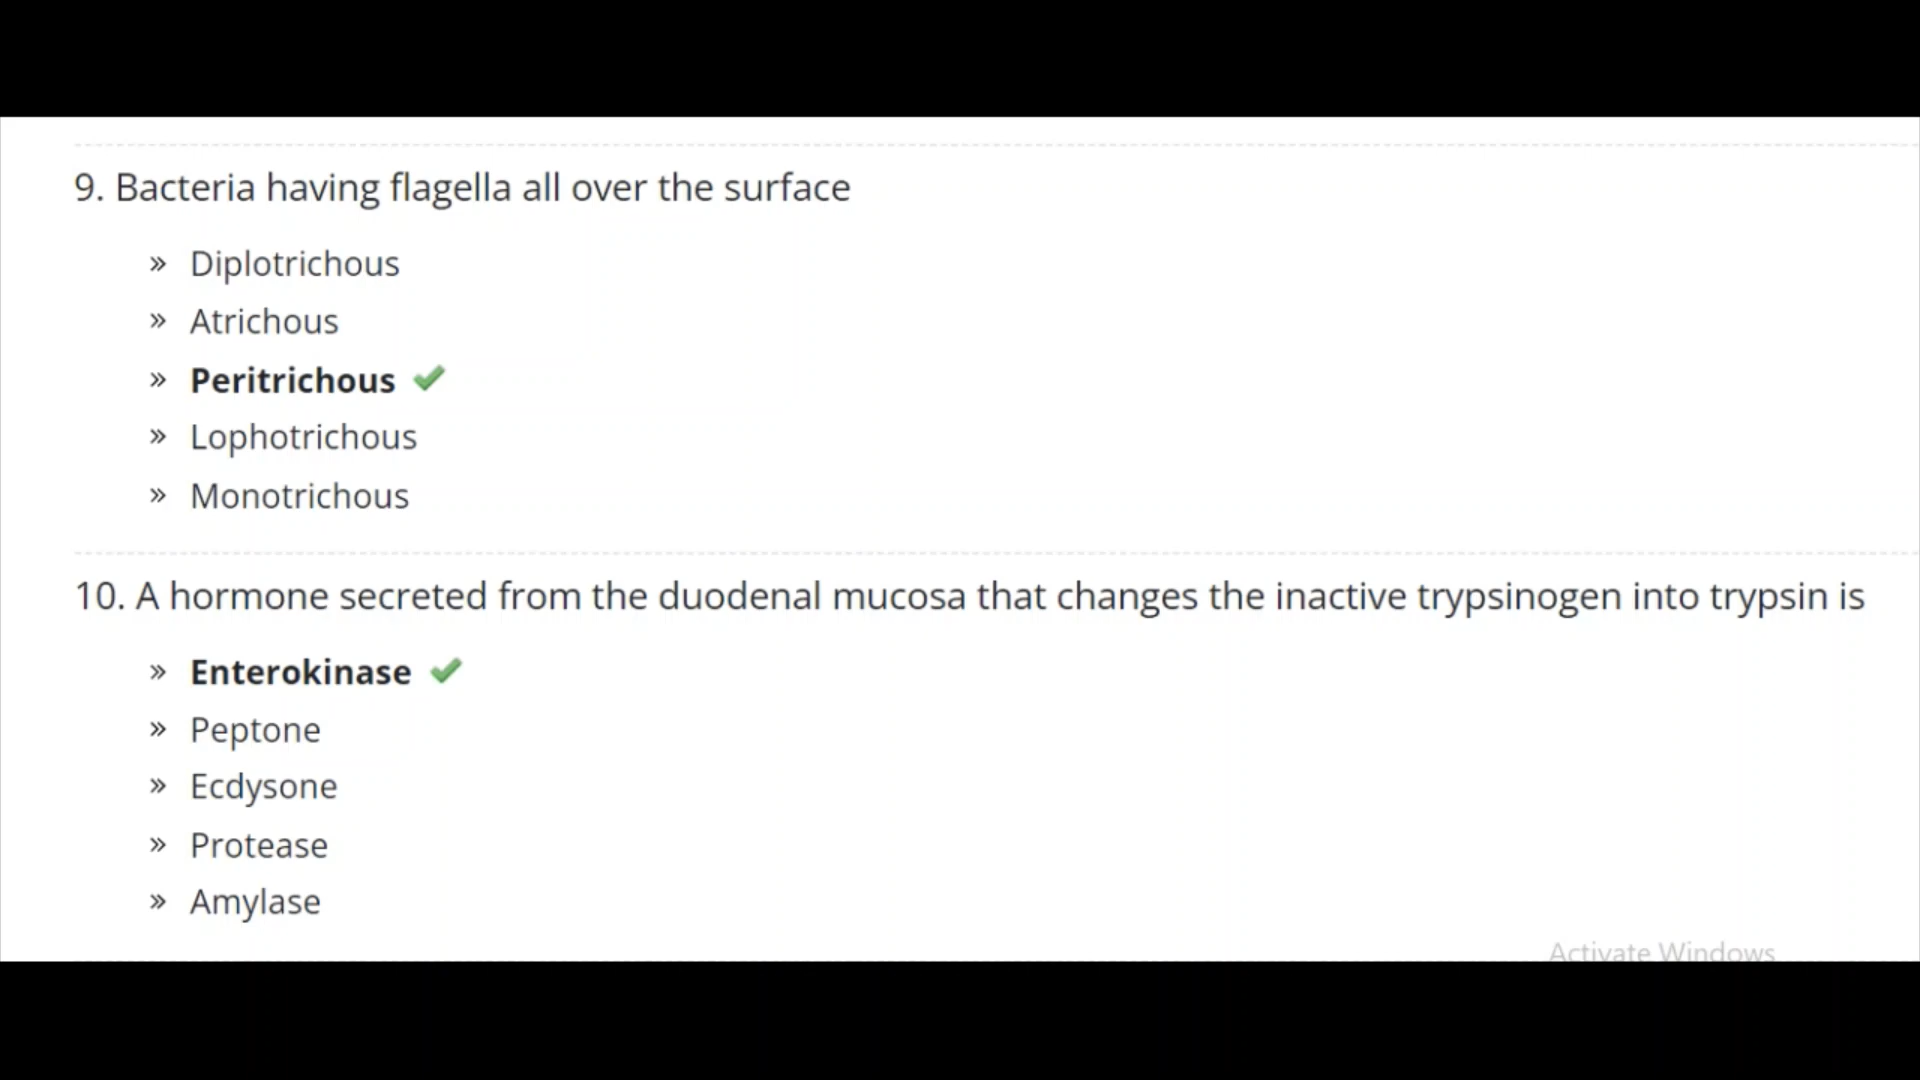 9. Bacteria having flagella all over the surface
» Diplotrichous
» Atrichous
» Peritrichous
» Lophotrichous
» Monotrichous
10. A hormone secreted from the duodenal mucosa that changes the inactive trypsinogen into trypsin is
» Enterokinase
» Peptone
» Ecdysone
» Protease
» Amylase
Activate Windows